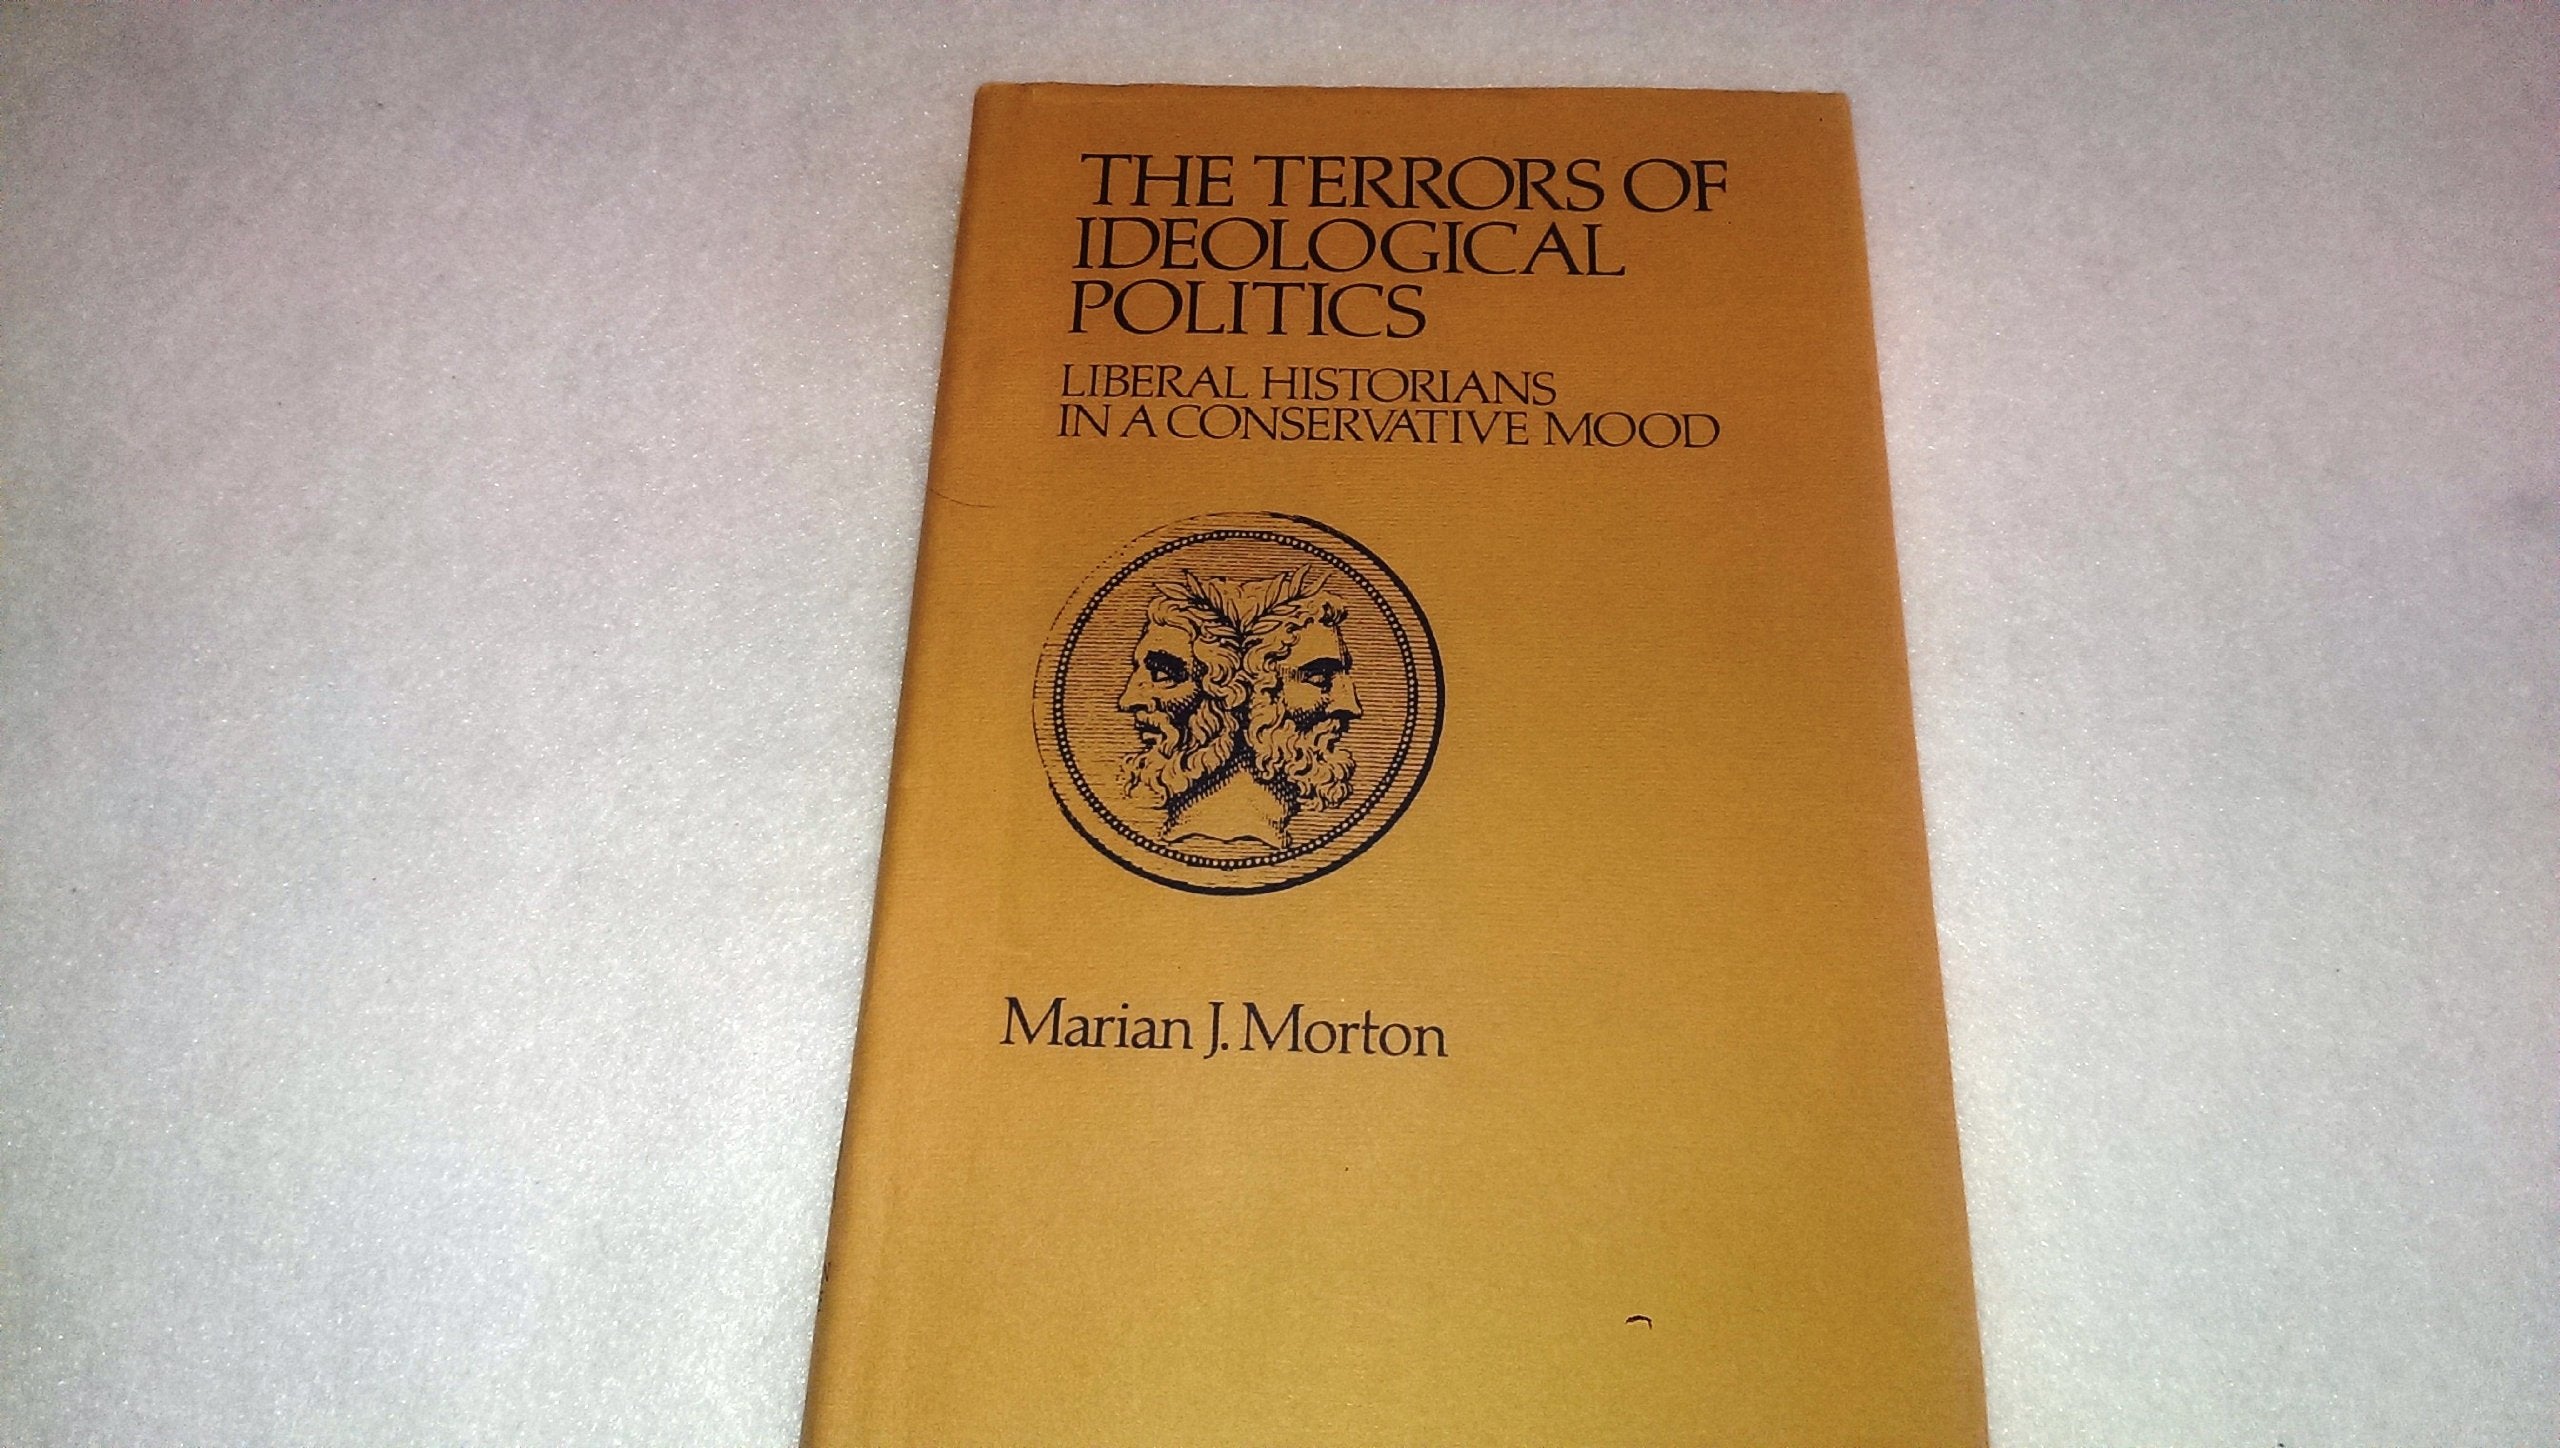 THE TERRORS OF
IDEOLOGICAL
POLITICS
LIBERAL HISTORIANS
IN A CONSERVATIVE MOOD
Marian J. Morton